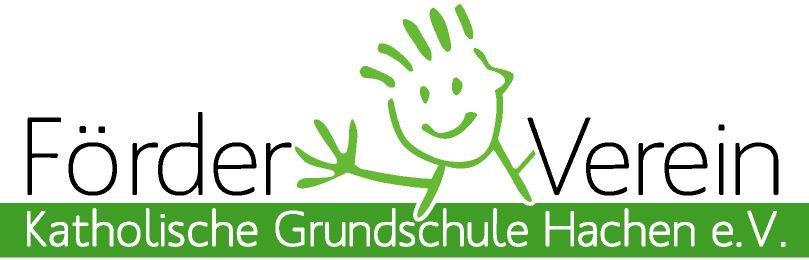 Förder Verein
Katholische Grundschule Hachen e.V.